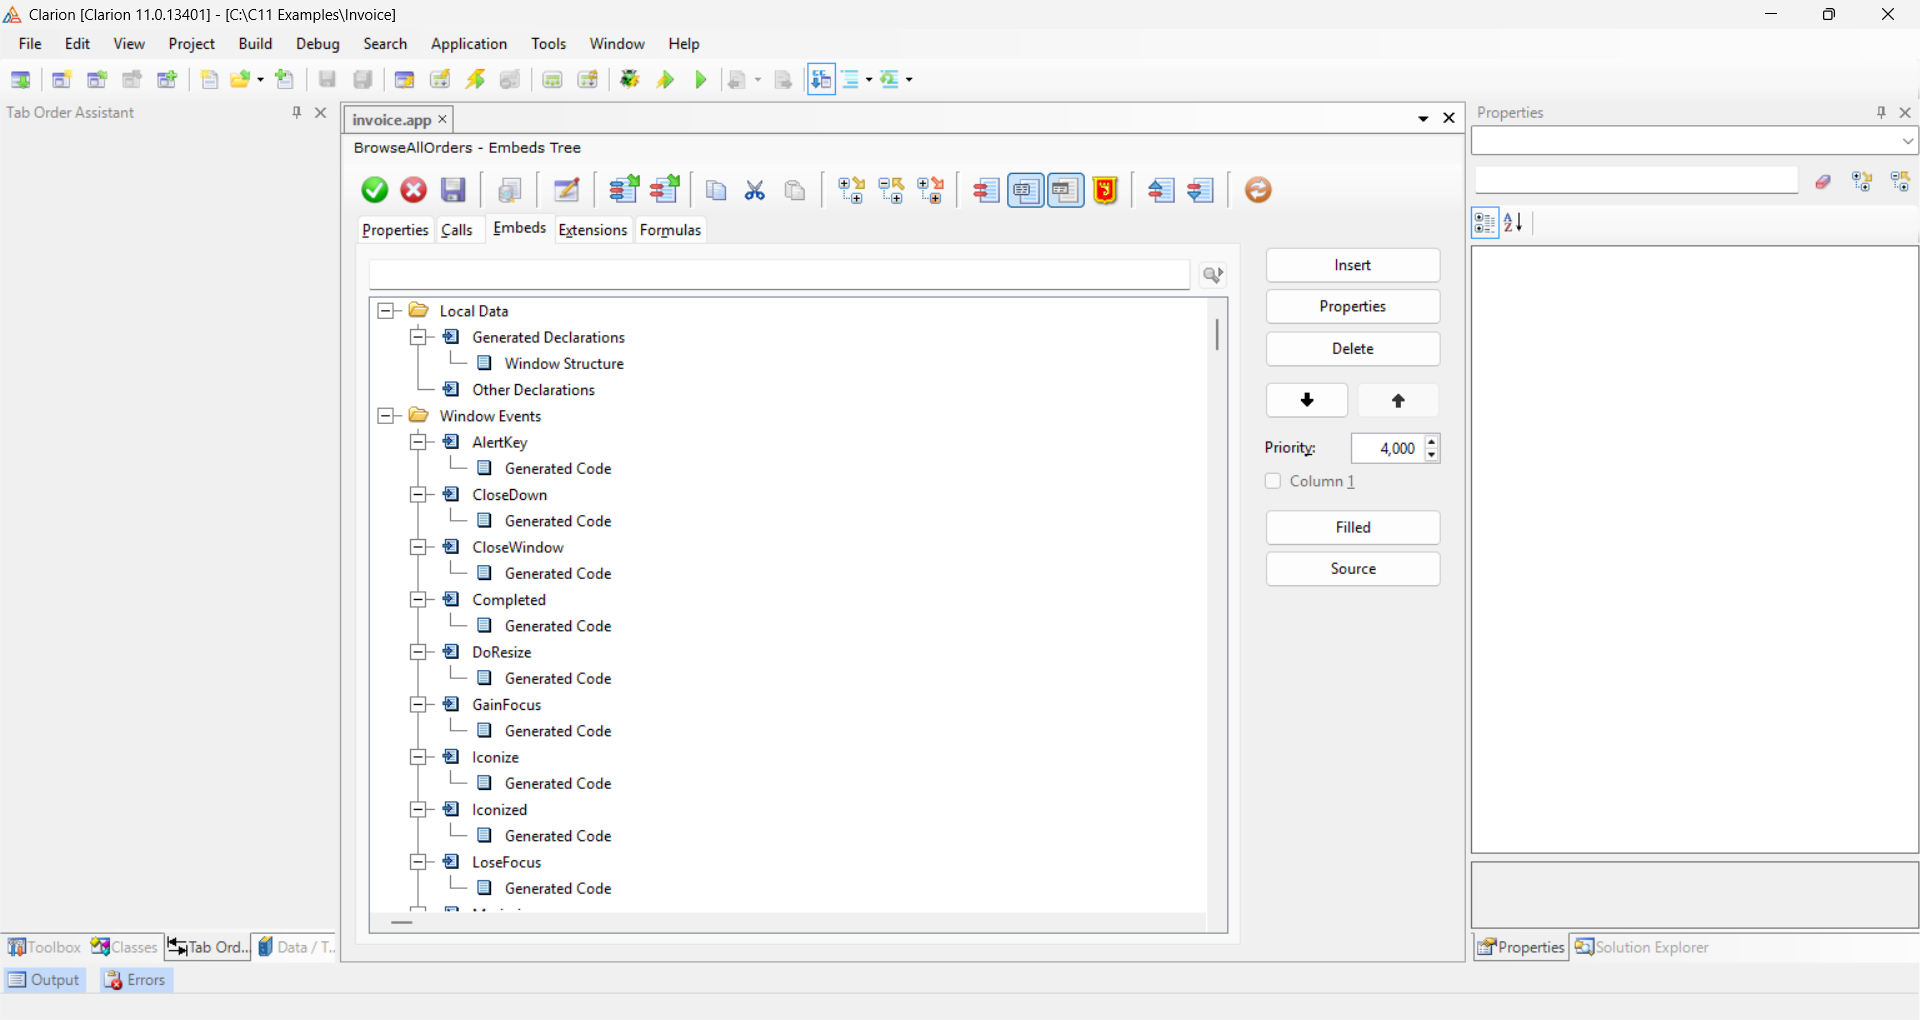 Clarion [Clarion 11.0.13401] - [C:\C11 Examples\Invoice]
File Edit View Project Build Debug Search Application Tools Window Help
Tab Order Assistant
invoice.app
BrowseAllOrders - Embeds Tree
Properties Calls Embeds Extensions Formulas
Local Data
Generated Declarations
Window Structure
Other Declarations
Window Events
AlertKey
Generated Code
CloseDown
Generated Code
CloseWindow
Generated Code
Completed
Generated Code
DoResize
Generated Code
GainFocus
Generated Code
Iconize
Generated Code
Iconized
Generated Code
LoseFocus
Generated Code
Insert
Properties
Delete
Priority: 4,000
Column 1
Filled
Source
Properties
Toolbox Classes Tab Ord... Data / T...
Properties Solution Explorer
Output Errors